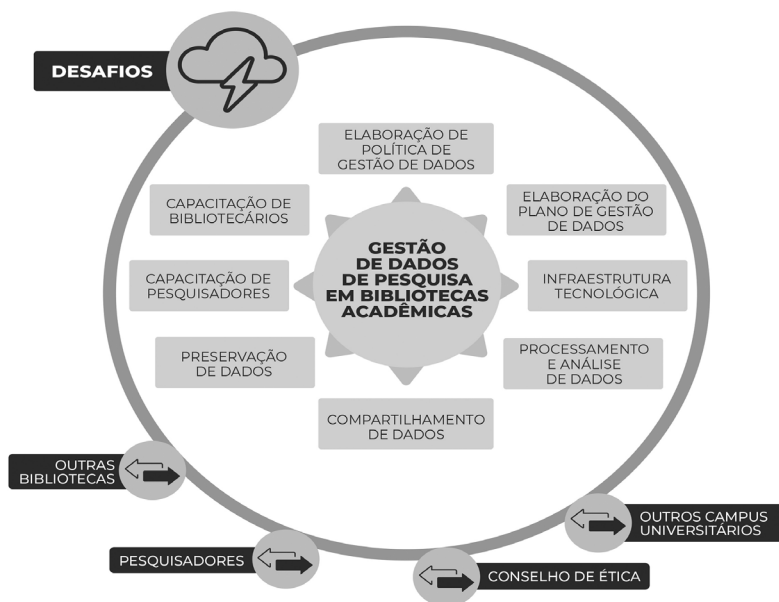 DESAFIOS
ELABORAÇÃO DE
POLÍTICA DE
GESTÃO DE DADOS
CAPACITAÇÃO DE
BIBLIOTECÁRIOS
ELABORAÇÃO DO
PLANO DE GESTÃO
DE DADOS
GESTÃO
DE DADOS
DE PESQUISA
EM BIBLIOTECAS
ACADÊMICAS
CAPACITAÇÃO DE
PESQUISADORES
INFRAESTRUTURA
TECNOLÓGICA
PRESERVAÇÃO
DE DADOS
PROCESSAMENTO
E ANÁLISE
DE DADOS
COMPARTILHAMENTO
DE DADOS
OUTRAS
BIBLIOTECAS
OUTROS CAMPUS
UNIVERSITÁRIOS
PESQUISADORES
CONSELHO DE ÉTICA